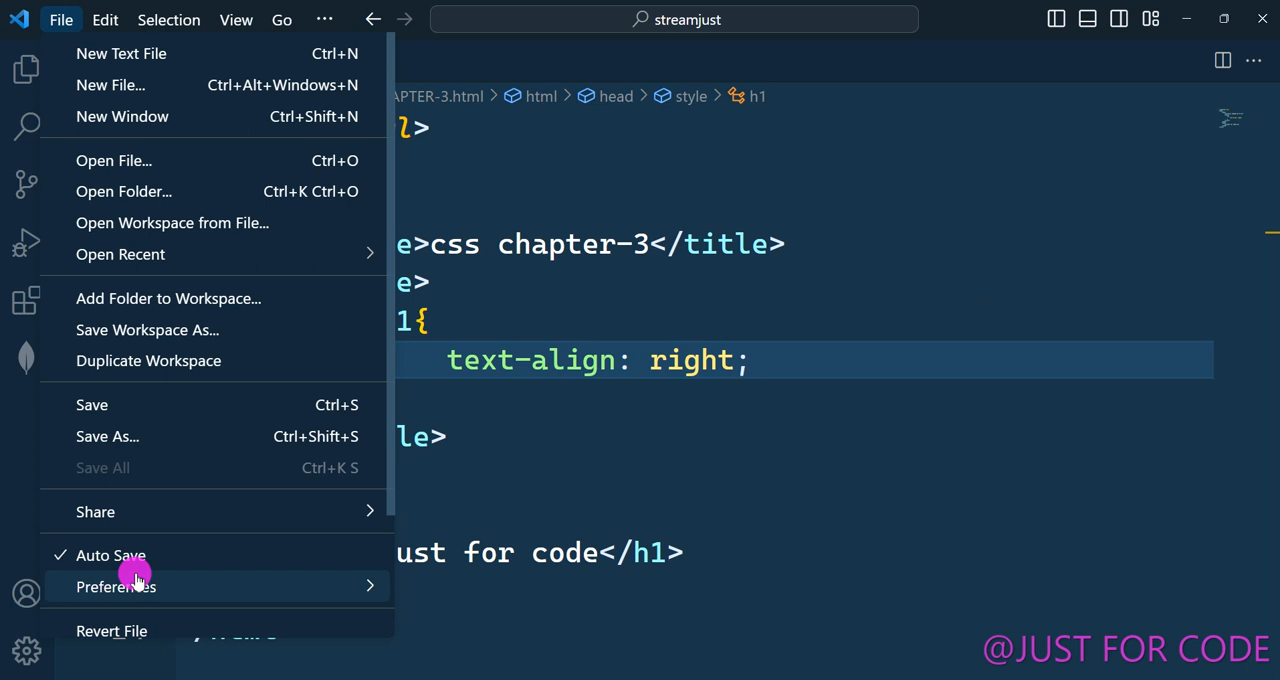 File Edit Selection View Go ··· streamjust
New Text File Ctrl+N
New File... Ctrl+Alt+Windows+N
New Window Ctrl+Shift+N
Open File... Ctrl+O
Open Folder... Ctrl+K Ctrl+O
Open Workspace from File...
Open Recent
Add Folder to Workspace...
Save Workspace As...
Duplicate Workspace
Save Ctrl+S
Save As... Ctrl+Shift+S
Save All Ctrl+K S
Share
Auto Save
Preferences
Revert File
APTER-3.html > html > head > style > h1
l>
e>css chapter-3</title>
e>
1{
text-align: right;
le>
ust for code</h1>
@JUST FOR CODE